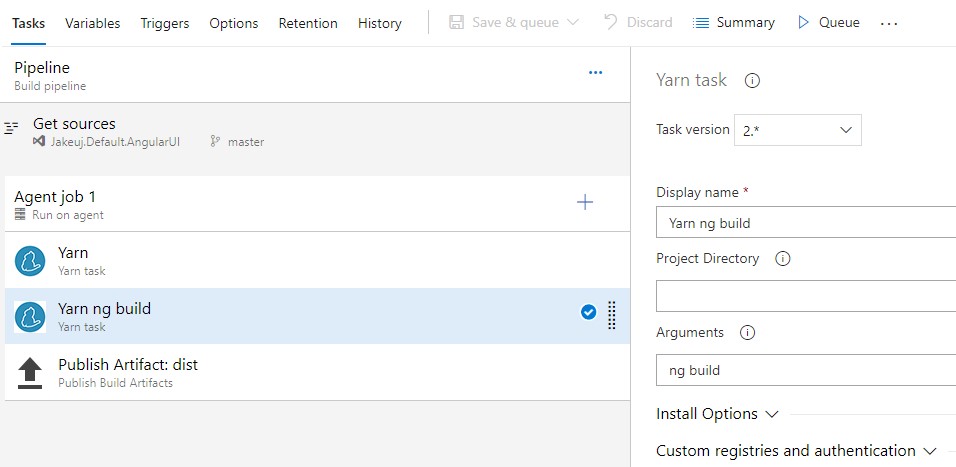 Tasks Variables Triggers Options Retention History Save & queue Discard Summary Queue ...
Pipeline ...
Build pipeline
Get sources
Jakeuj.Default.AngularUI master
Agent job 1
Run on agent
Yarn
Yarn task
Yarn ng build
Yarn task
Publish Artifact: dist
Publish Build Artifacts
Yarn task
Task version 2.*
Display name *
Yarn ng build
Project Directory
Arguments
ng build
Install Options
Custom registries and authentication